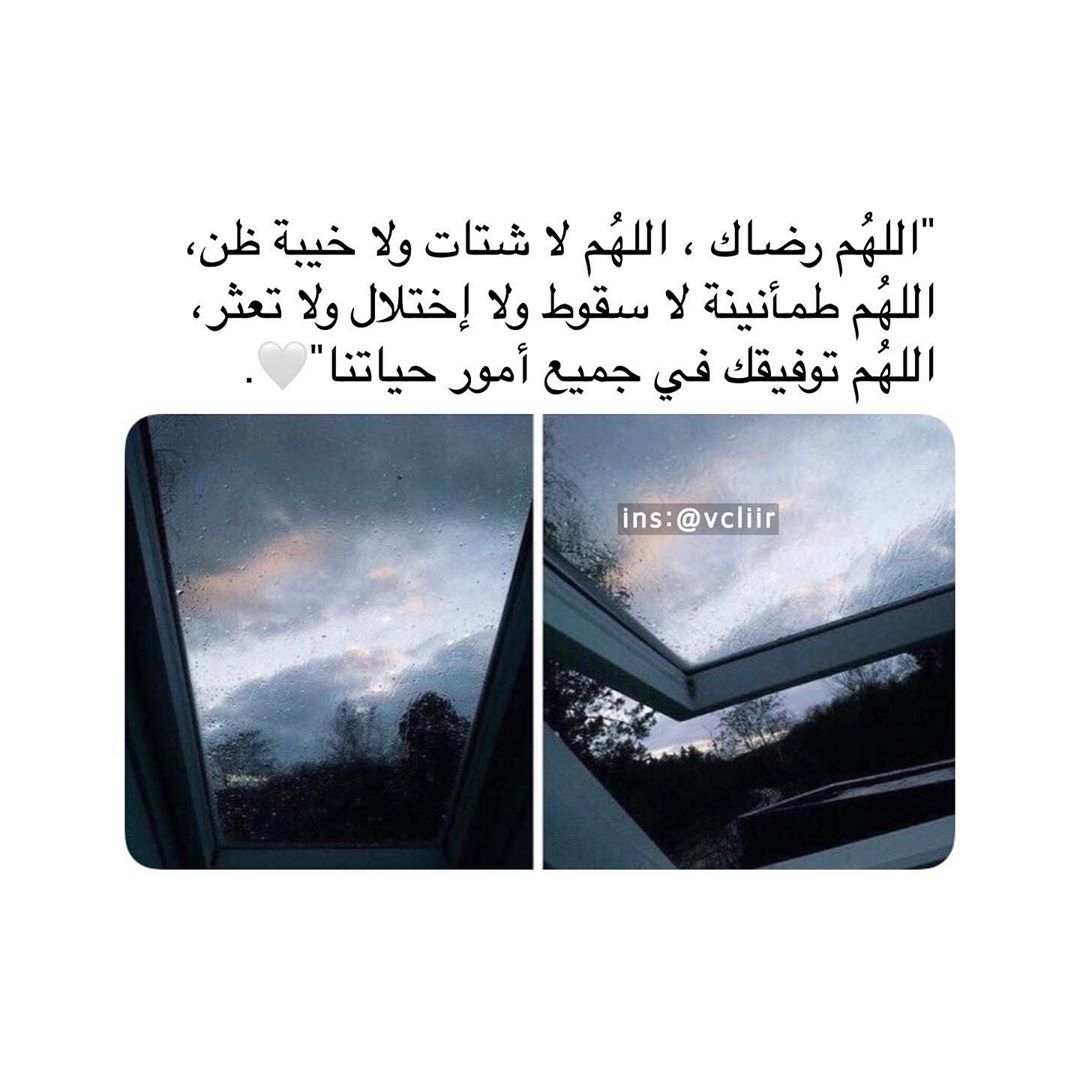 "اللهُم رضاك ، اللهُم لا شتات ولا خيبة ظن،
اللهُم طمأنينة لا سقوط ولا إختلال ولا تعثر،
اللهُم توفيقك في جميع أمور حياتنا"🤍.
ins:@vcliir